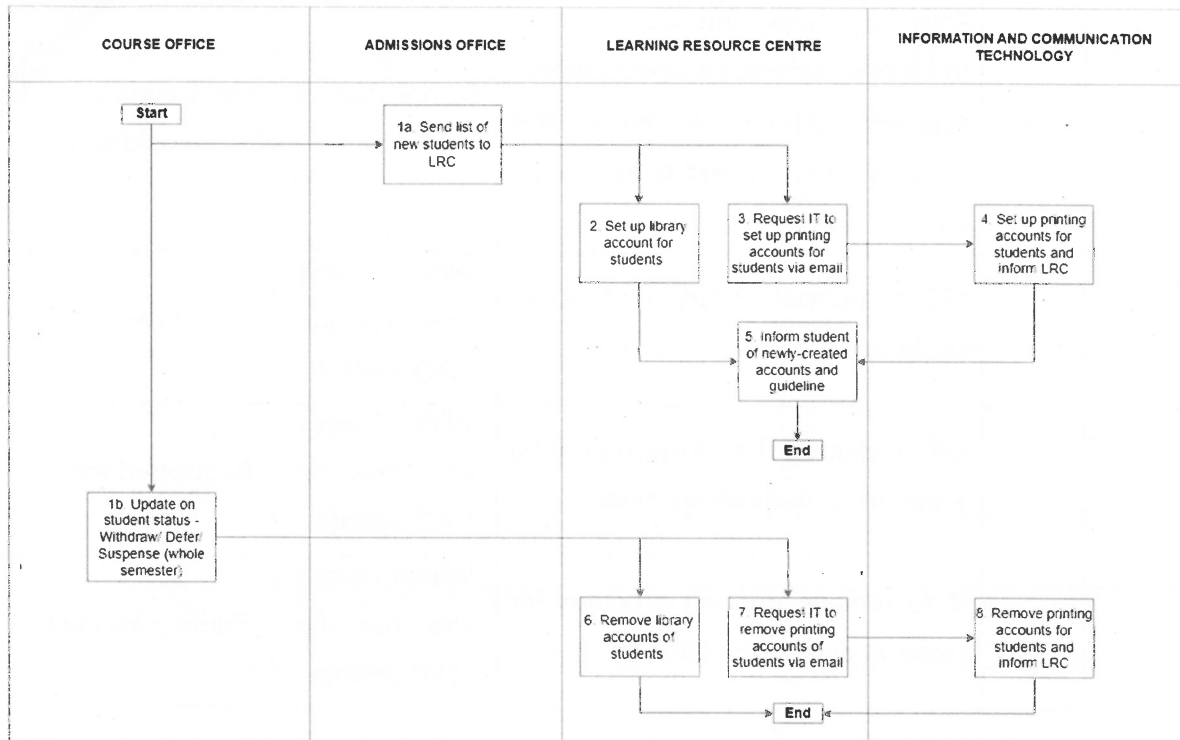 COURSE OFFICE
ADMISSIONS OFFICE
LEARNING RESOURCE CENTRE
INFORMATION AND COMMUNICATION
TECHNOLOGY
Start
1a. Send list of
new students to
LRC
2. Set up library
account for
students
3. Request IT to
set up printing
accounts for
students via email
4. Set up printing
accounts for
students and
inform LRC
5. Inform student
of newly-created
accounts and
guideline
End
1b. Update on
student status -
Withdraw/ Defer/
Suspense (whole
semester)
6. Remove library
accounts of
students
7. Request IT to
remove printing
accounts of
students via email
8. Remove printing
accounts for
students and
inform LRC
End